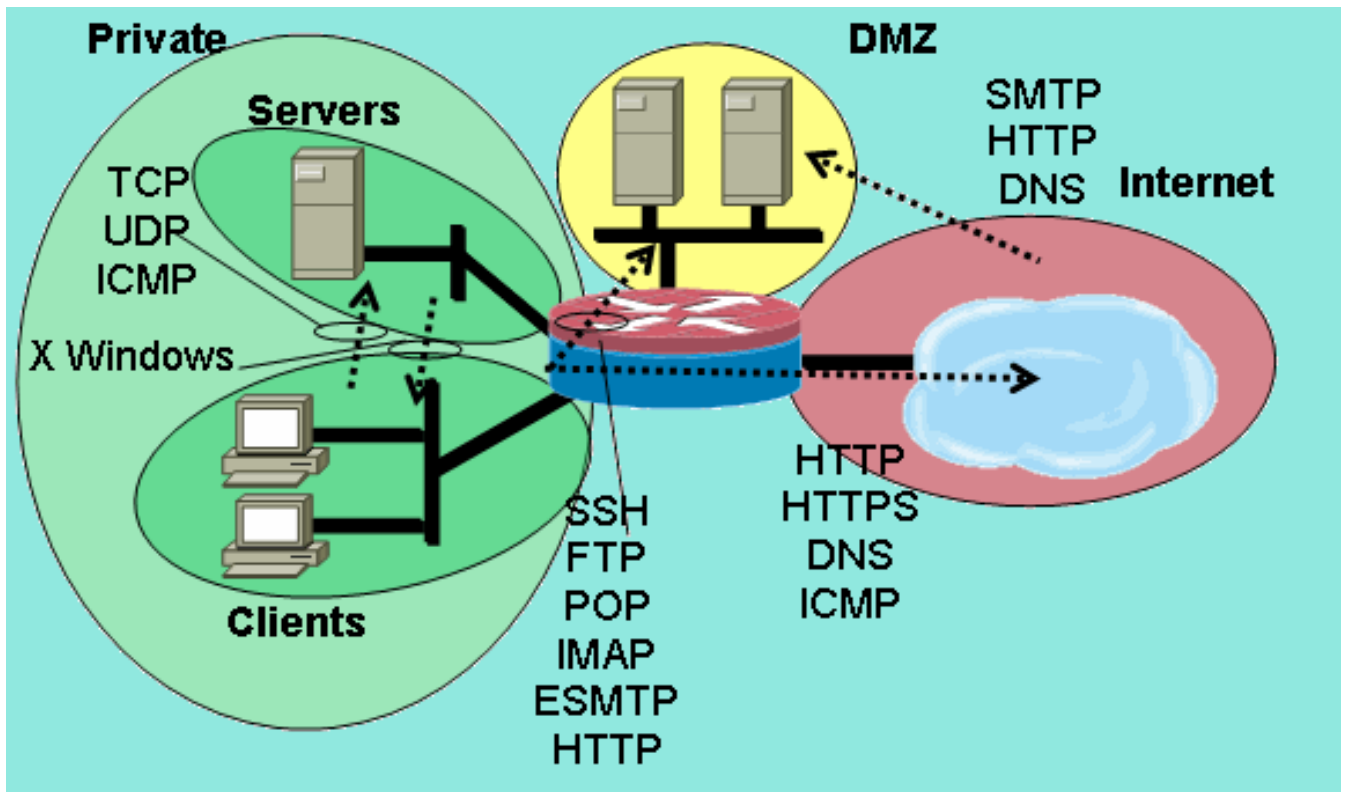 Private
DMZ
Servers
SMTP
HTTP
DNS
Internet
TCP
UDP
ICMP
X Windows
Clients
SSH
FTP
POP
IMAP
ESMTP
HTTP
HTTP
HTTPS
DNS
ICMP